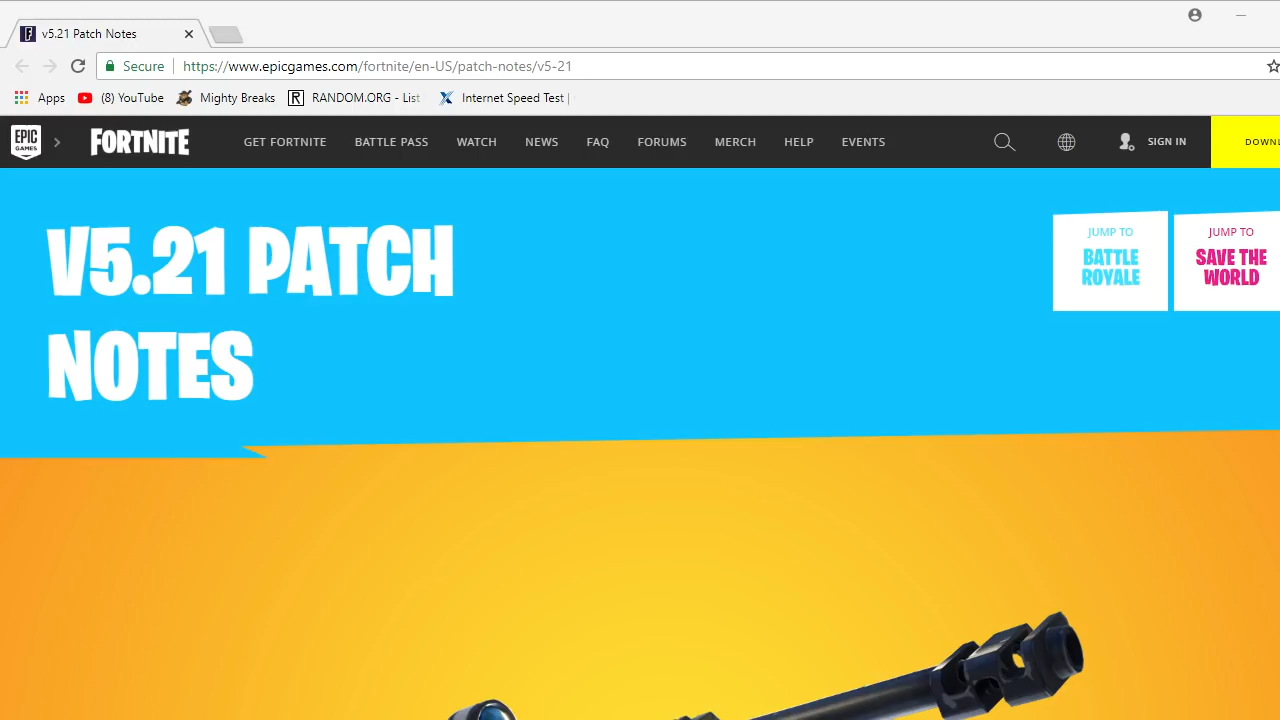 v5.21 Patch Notes
Secure https://www.epicgames.com/fortnite/en-US/patch-notes/v5-21
Apps (8) YouTube Mighty Breaks R RANDOM.ORG - List Internet Speed Test |
EPIC GAMES FORTNITE GET FORTNITE BATTLE PASS WATCH NEWS FAQ FORUMS MERCH HELP EVENTS SIGN IN DOWNL
V5.21 PATCH
NOTES
JUMP TO
BATTLE
ROYALE
JUMP TO
SAVE THE
WORLD